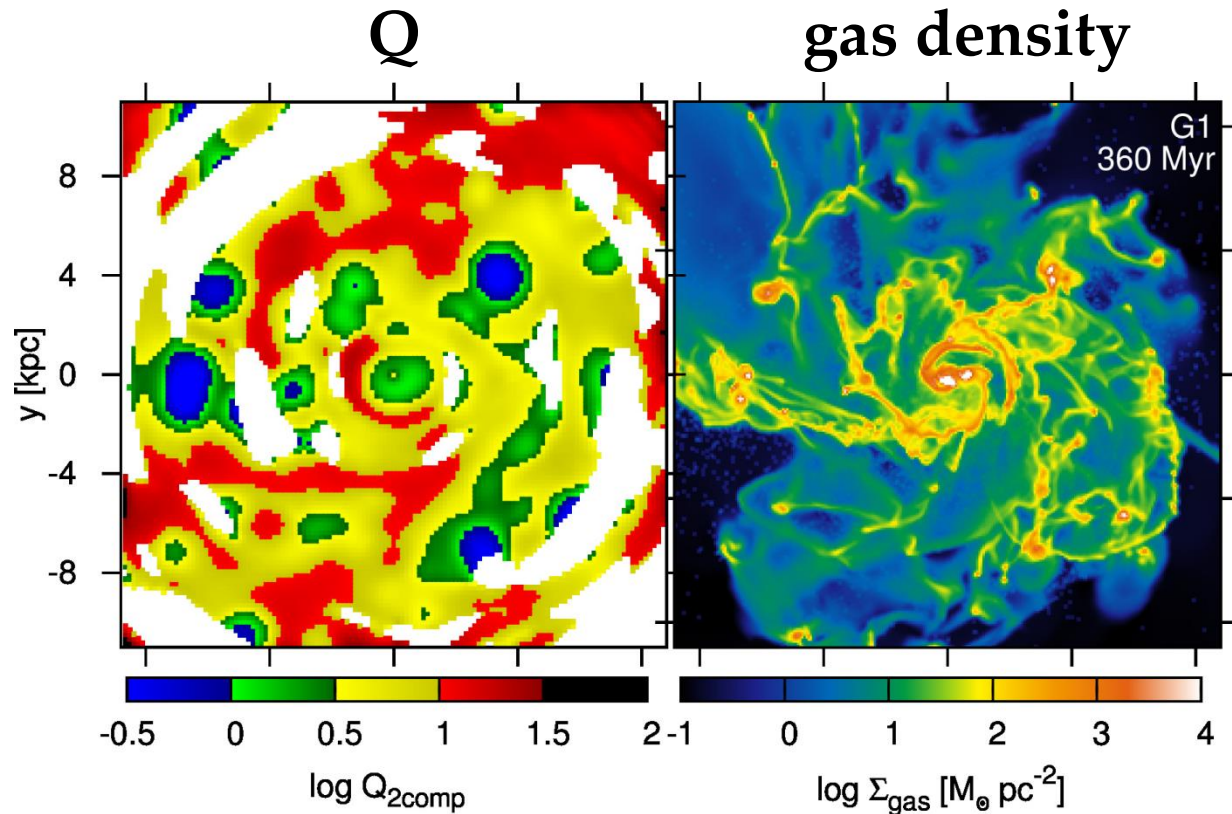 Q
gas density
G1
360 Myr
8
4
0
-4
-8
y [kpc]
-0.5 0 0.5 1 1.5 2
-1 0 1 2 3 4
log Q2comp
log Σgas [M⊙ pc-2]